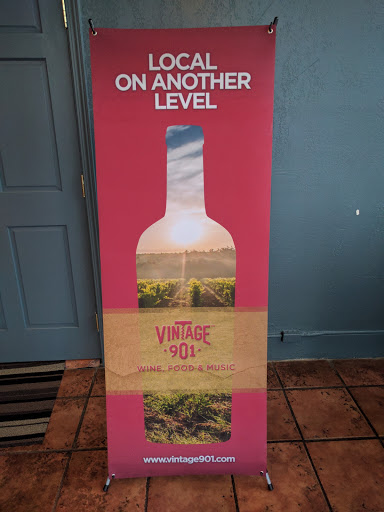 LOCAL
ON ANOTHER
LEVEL
VINTAGE
901
WINE, FOOD & MUSIC
www.vintage901.com